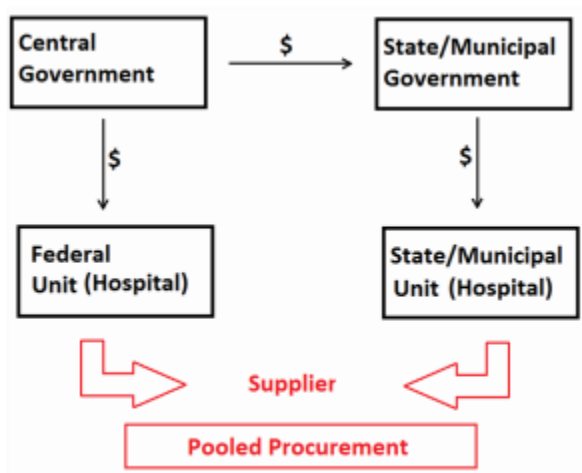 Central
Government
$
State/Municipal
Government
$
$
Federal
Unit (Hospital)
State/Municipal
Unit (Hospital)
Supplier
Pooled Procurement